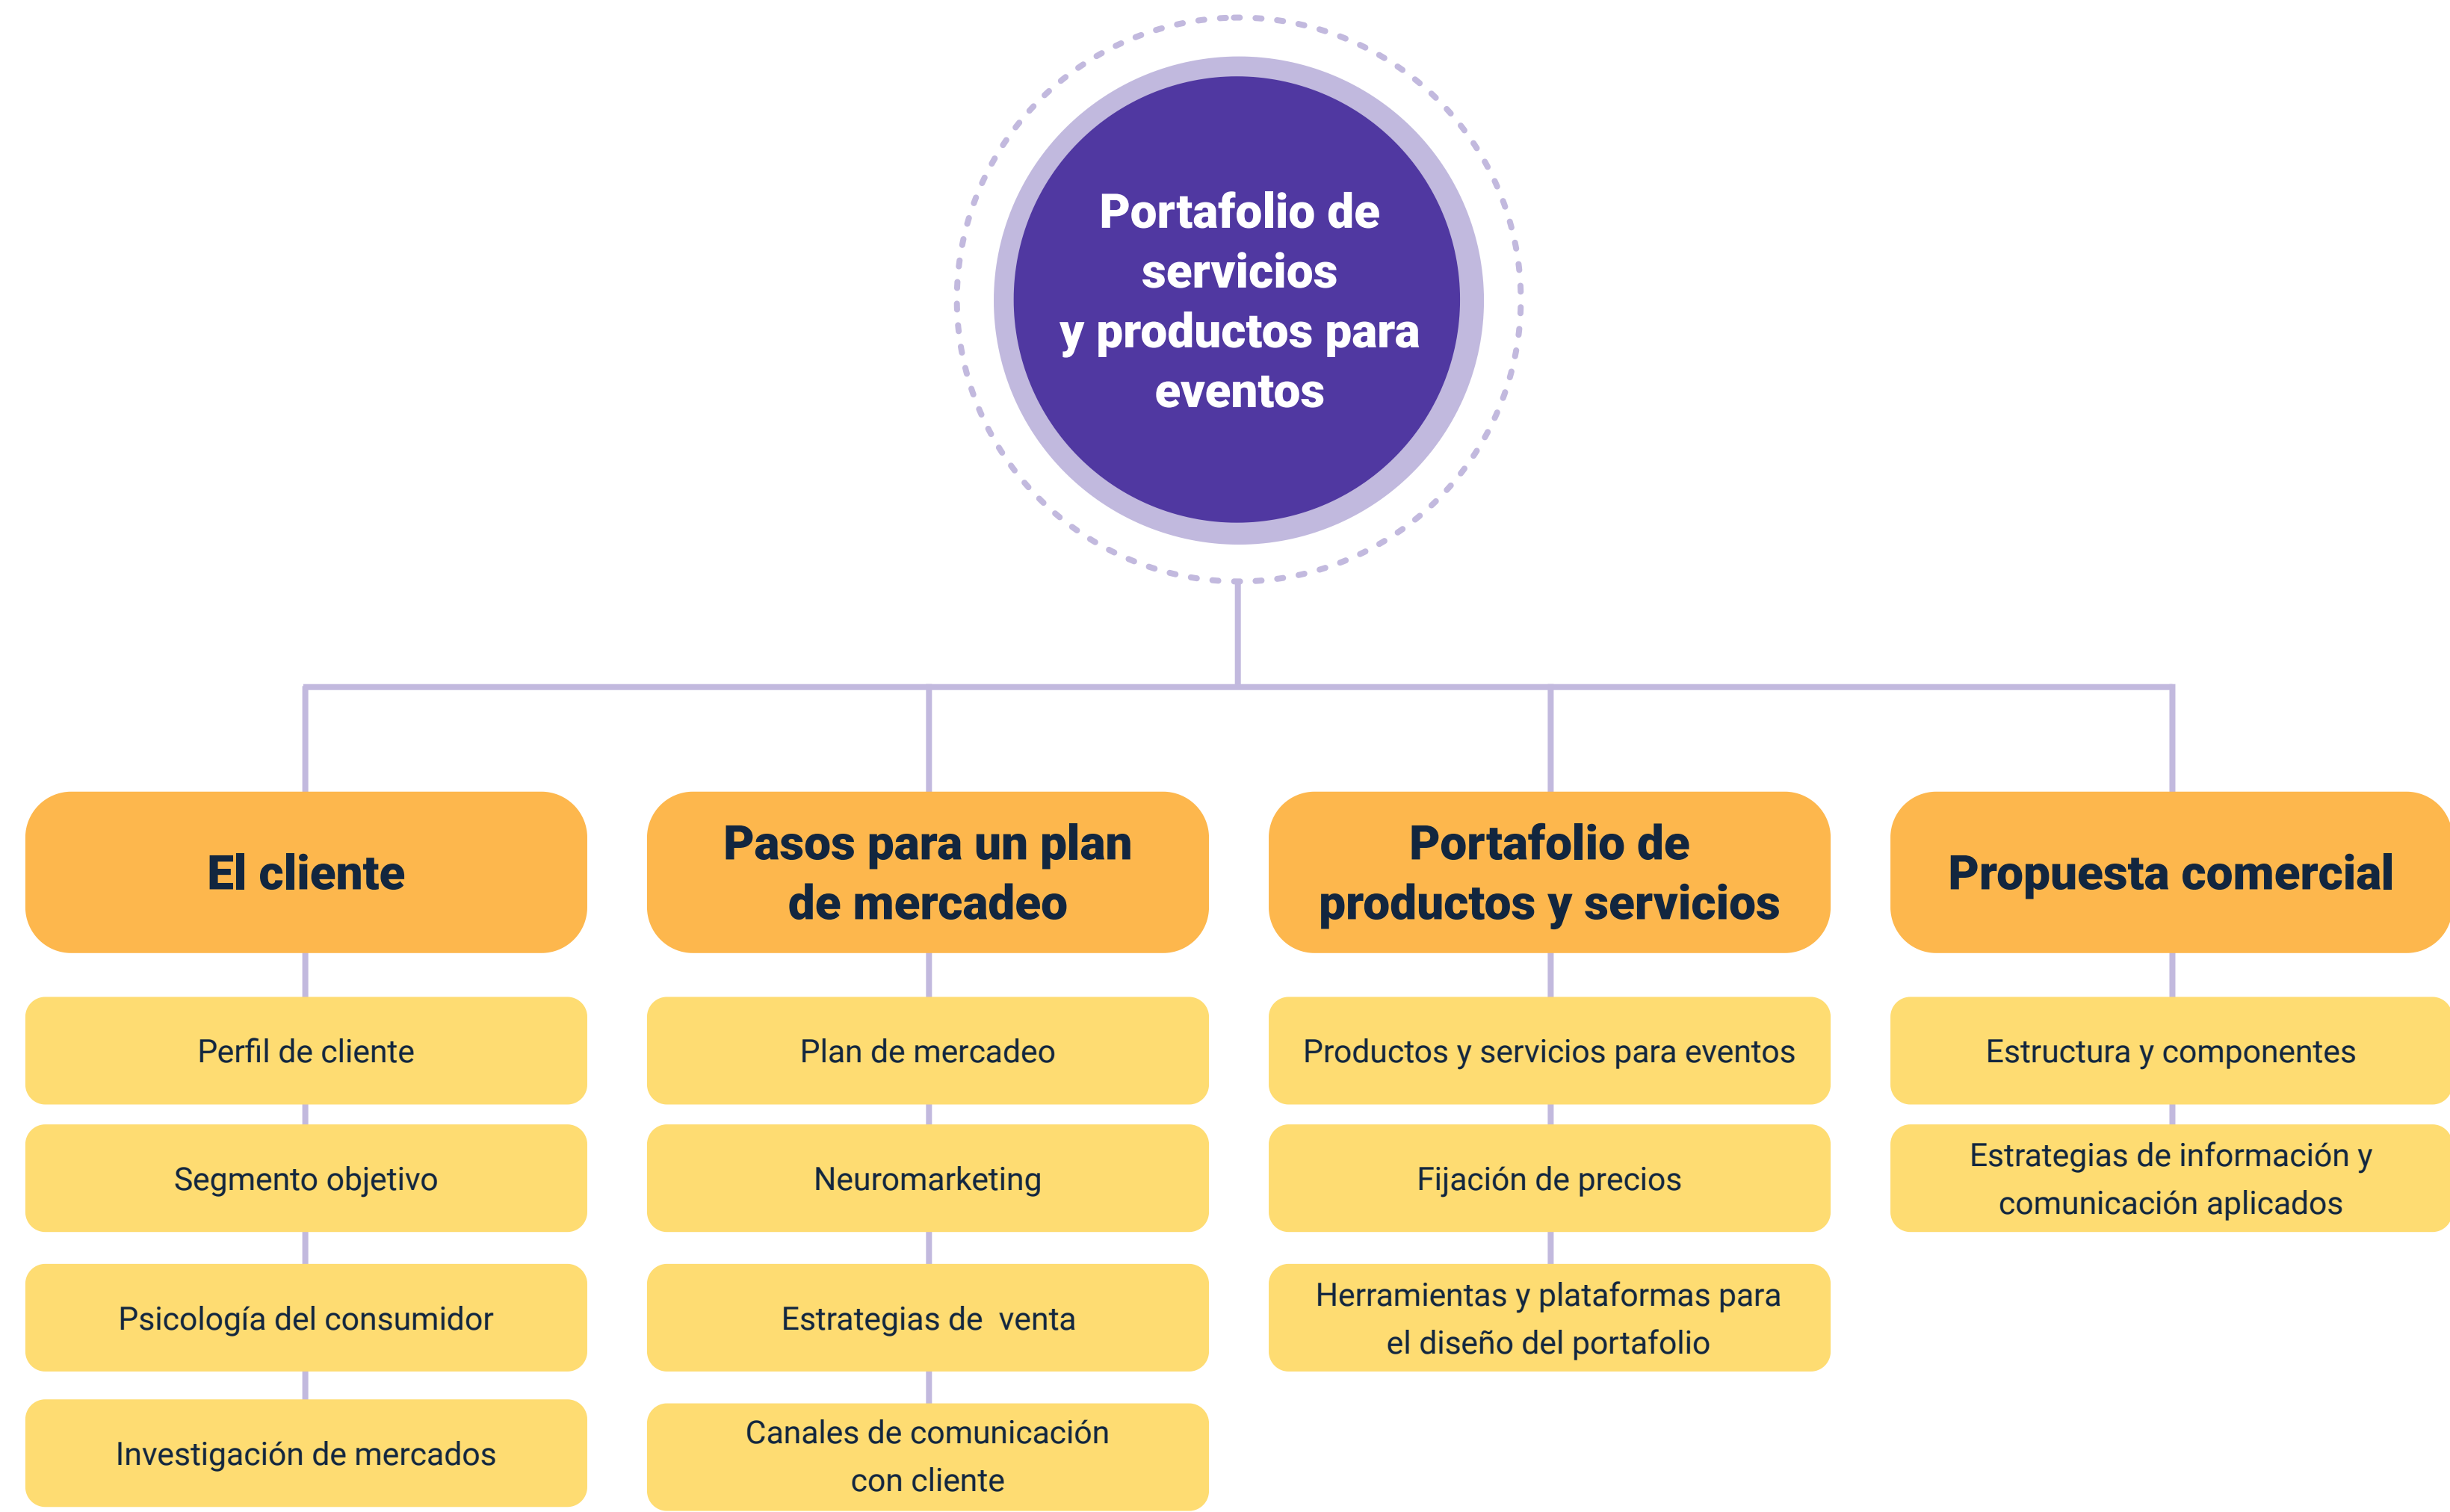 Portafolio de
servicios
y productos para
eventos
El cliente
Perfil de cliente
Segmento objetivo
Psicología del consumidor
Investigación de mercados
Pasos para un plan
de mercadeo
Plan de mercadeo
Neuromarketing
Estrategias de  venta
Canales de comunicación
con cliente
Portafolio de
productos y servicios
Productos y servicios para eventos
Fijación de precios
Herramientas y plataformas para
el diseño del portafolio
Propuesta comercial
Estructura y componentes
Estrategias de información y
comunicación aplicados